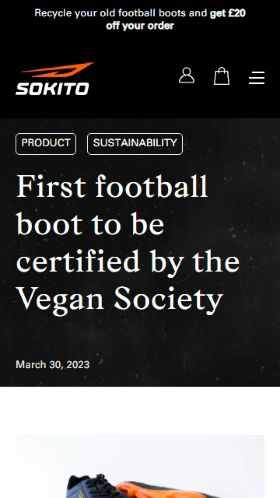 Recycle your old football boots and get £20
off your order
SOKITO
PRODUCT
SUSTAINABILITY
First football
boot to be
certified by the
Vegan Society
March 30, 2023